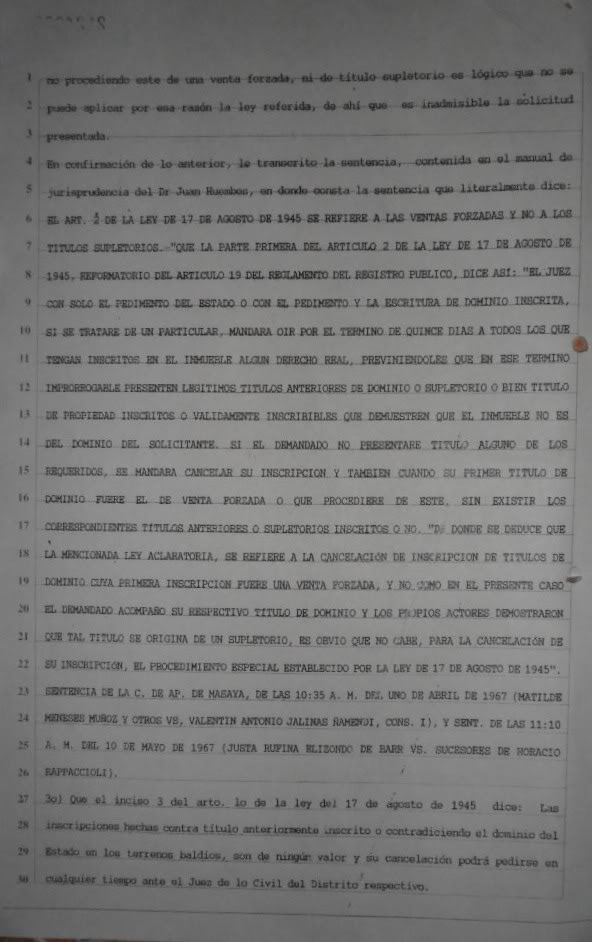 1 no procediendo este de una venta forzada, ni de título supletorio es lógico que no se
2 puede aplicar por esa razón la ley referida, de ahí que es inadmisible la solicitud
3 presentada.
4 En confirmación de lo anterior, le transcrito la sentencia, contenida en el manual de
5 jurisprudencia del Dr Juan Huembes, en donde consta la sentencia que literalmente dice:
6 EL ART. 2 DE LA LEY DE 17 DE AGOSTO DE 1945 SE REFIERE A LAS VENTAS FORZADAS Y NO A LOS
7 TITULOS SUPLETORIOS. "QUE LA PARTE PRIMERA DEL ARTICULO 2 DE LA LEY DE 17 DE AGOSTO DE
8 1945, REFORMATORIO DEL ARTICULO 19 DEL REGLAMENTO DEL REGISTRO PUBLICO, DICE ASÍ: "EL JUEZ
9 CON SOLO EL PEDIMENTO DEL ESTADO O CON EL PEDIMENTO Y LA ESCRITURA DE DOMINIO INSCRITA,
10 SI SE TRATARE DE UN PARTICULAR, MANDARA OIR POR EL TERMINO DE QUINCE DIAS A TODOS LOS QUE
11 TENGAN INSCRITOS EN EL INMUEBLE ALGUN DERECHO REAL, PREVINIENDOLES QUE EN ESE TERMINO
12 IMPRORROGABLE PRESENTEN LEGITIMOS TITULOS ANTERIORES DE DOMINIO O SUPLETORIO O BIEN TITULO
13 DE PROPIEDAD INSCRITOS O VALIDAMENTE INSCRIBIBLES QUE DEMUESTREN QUE EL INMUEBLE NO ES
14 DEL DOMINIO DEL SOLICITANTE. SI EL DEMANDADO NO PRESENTARE TITULO ALGUNO DE LOS
15 REQUERIDOS, SE MANDARA CANCELAR SU INSCRIPCION Y TAMBIEN CUANDO SU PRIMER TITULO DE
16 DOMINIO FUERE EL DE VENTA FORZADA O QUE PROCEDIERE DE ESTE, SIN EXISTIR LOS
17 CORRESPONDIENTES TÍTULOS ANTERIORES O SUPLETORIOS INSCRITOS O NO. "DE DONDE SE DEDUCE QUE
18 LA MENCIONADA LEY ACLARATORIA, SE REFIERE A LA CANCELACIÓN DE INSCRIPCION DE TITULOS DE
19 DOMINIO CUYA PRIMERA INSCRIPCION FUERE UNA VENTA FORZADA, Y NO COMO EN EL PRESENTE CASO
20 EL DEMANDADO ACOMPAÑO SU RESPECTIVO TÍTULO DE DOMINIO Y LOS PROPIOS ACTORES DEMOSTRARON
21 QUE TAL TITULO SE ORIGINA DE UN SUPLETORIO, ES OBVIO QUE NO CABE, PARA LA CANCELACIÓN DE
22 SU INSCRIPCIÓN, EL PROCEDIMIENTO ESPECIAL ESTABLECIDO POR LA LEY DE 17 DE AGOSTO DE 1945".
23 SENTENCIA DE LA C. DE AP. DE MASAYA, DE LAS 10:35 A. M. DEL UNO DE ABRIL DE 1967 (MATILDE
24 MENESES MUÑOZ Y OTROS VS, VALENTIN ANTONIO JALINAS ÑAMENDI, CONS. I), Y SENT. DE LAS 11:10
25 A. M. DEL 10 DE MAYO DE 1967 (JUSTA RUFINA ELIZONDO DE BARR VS. SUCESORES DE HORACIO
26 RAPPACCIOLI).
27 3o) Que el inciso 3 del arto. lo de la ley del 17 de agosto de 1945 dice: Las
28 inscripciones hechas contra título anteriormente inscrito o contradiciendo el dominio del
29 Estado en los terrenos baldíos, son de ningún valor y su cancelación podrá pedirse en
30 cualquier tiempo ante el Juez de lo Civil del Distrito respectivo.